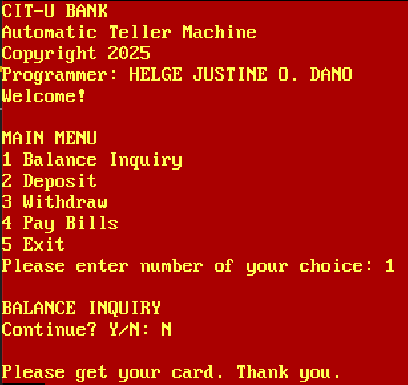 CIT-U BANK
Automatic Teller Machine
Copyright 2025
Programmer: HELGE JUSTINE O. DANO
Welcome!
MAIN MENU
1 Balance Inquiry
2 Deposit
3 Withdraw
4 Pay Bills
5 Exit
Please enter number of your choice: 1
BALANCE INQUIRY
Continue? Y/N: N
Please get your card. Thank you.